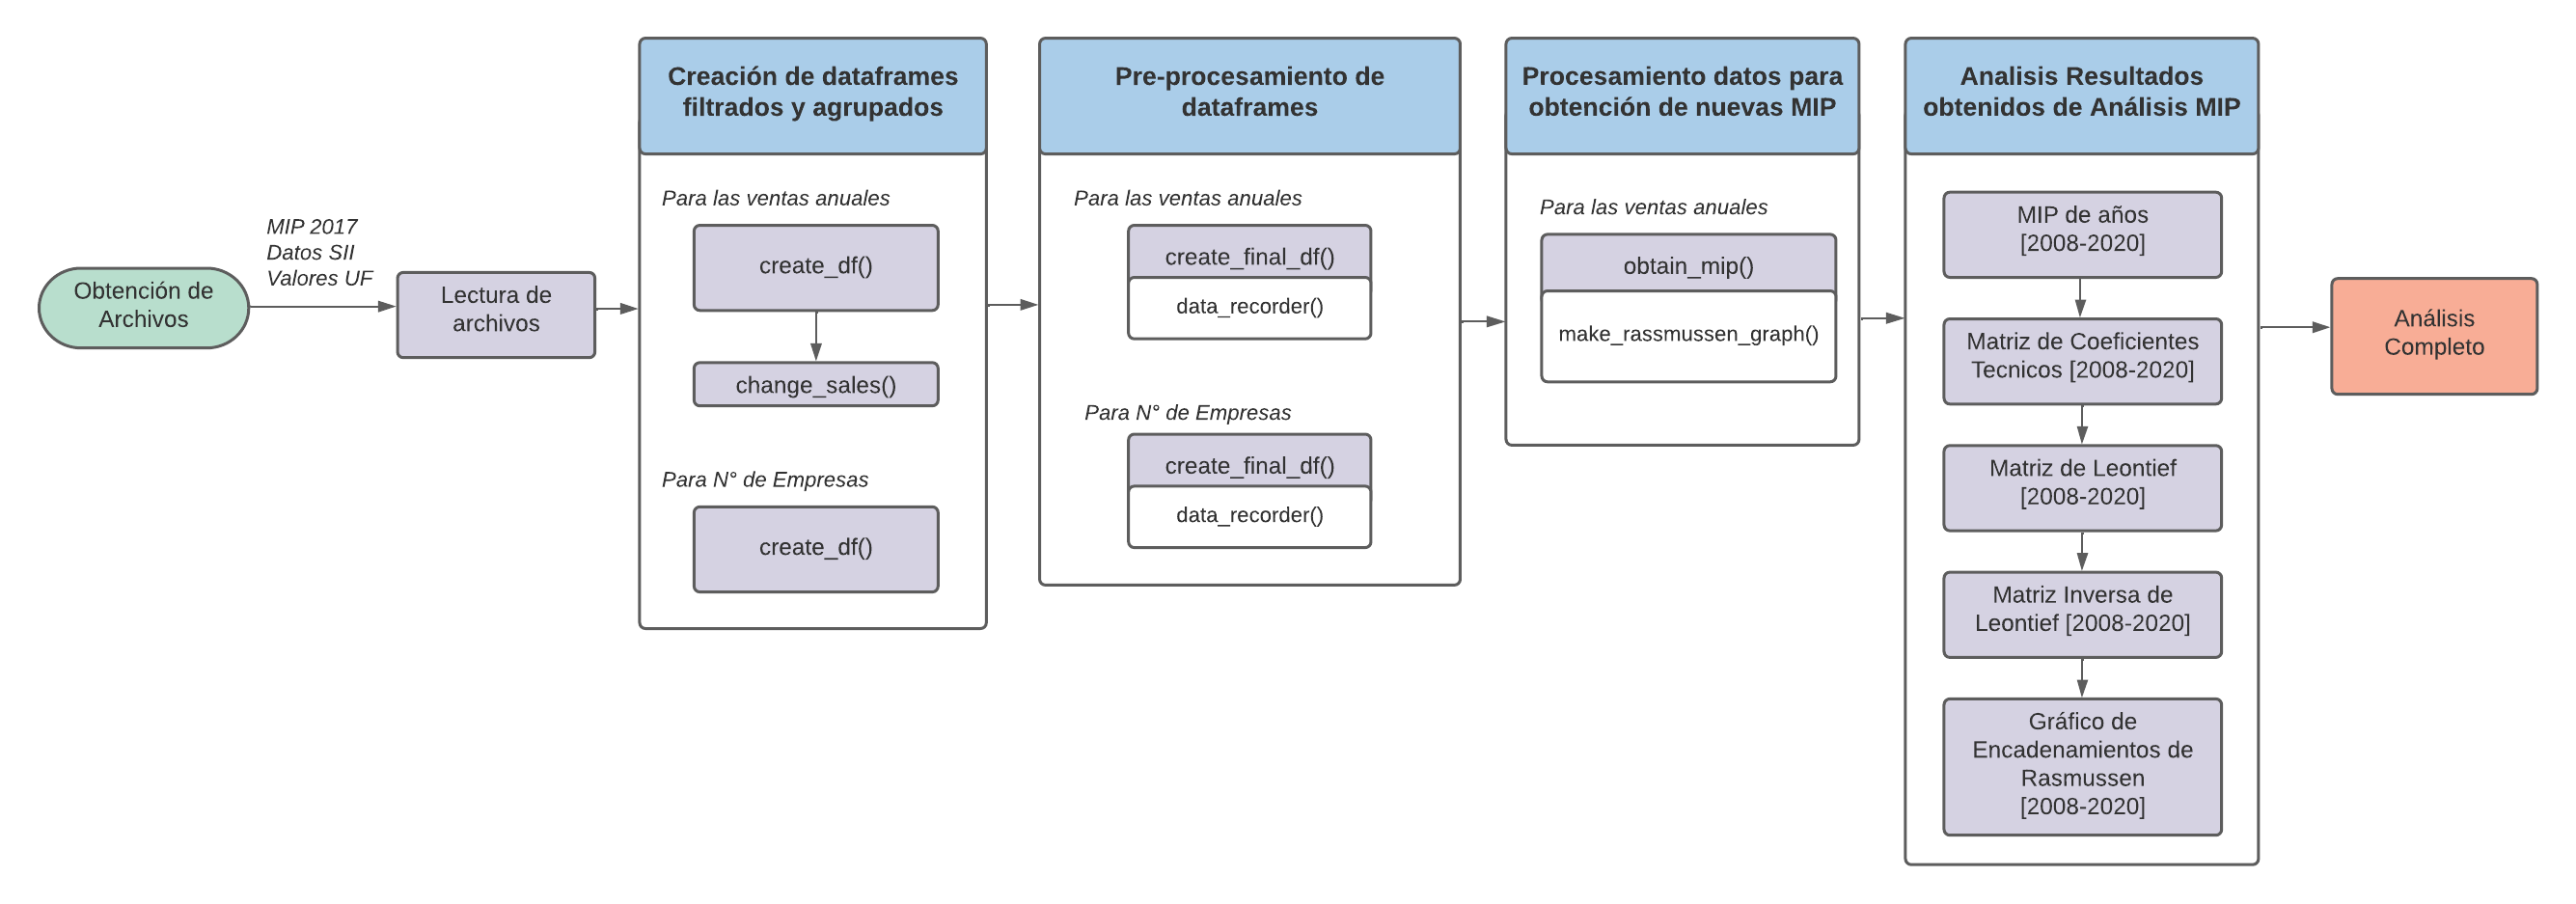 Obtención de
Archivos
MIP 2017
Datos SII
Valores UF
Lectura de
archivos
Creación de dataframes
filtrados y agrupados
Para las ventas anuales
create_df()
change_sales()
Para N° de Empresas
create_df()
Pre-procesamiento de
dataframes
Para las ventas anuales
create_final_df()
data_recorder()
Para N° de Empresas
create_final_df()
data_recorder()
Procesamiento datos para
obtención de nuevas MIP
Para las ventas anuales
obtain_mip()
make_rassmussen_graph()
Analisis Resultados
obtenidos de Análisis MIP
MIP de años
[2008-2020]
Matriz de Coeficientes
Tecnicos [2008-2020]
Matriz de Leontief
[2008-2020]
Matriz Inversa de
Leontief [2008-2020]
Gráfico de
Encadenamientos de
Rasmussen
[2008-2020]
Análisis
Completo